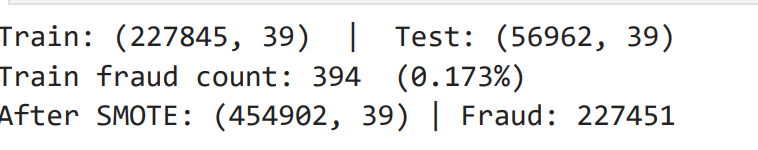 Train: (227845, 39)  |  Test: (56962, 39)
Train fraud count: 394  (0.173%)
After SMOTE: (454902, 39) | Fraud: 227451